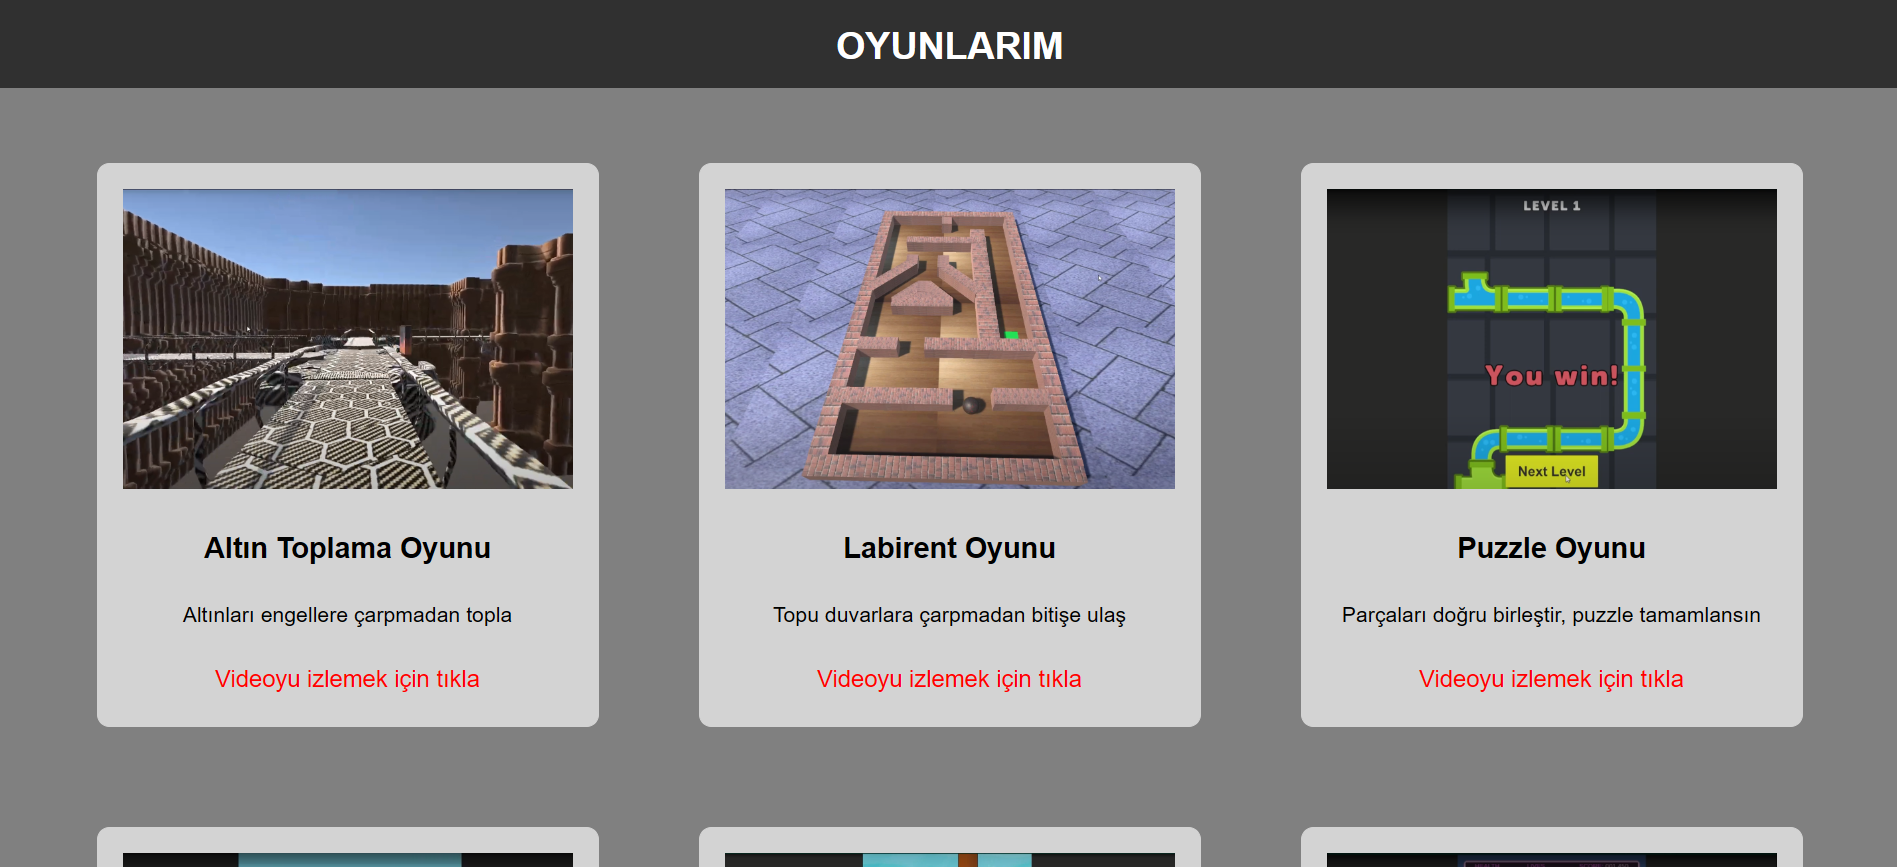 OYUNLARIM
LEVEL 1
You win!
Next Level
Altın Toplama Oyunu
Labirent Oyunu
Puzzle Oyunu
Altınları engellere çarpmadan topla
Topu duvarlara çarpmadan bitişe ulaş
Parçaları doğru birleştir, puzzle tamamlansın
Videoyu izlemek için tıkla
Videoyu izlemek için tıkla
Videoyu izlemek için tıkla